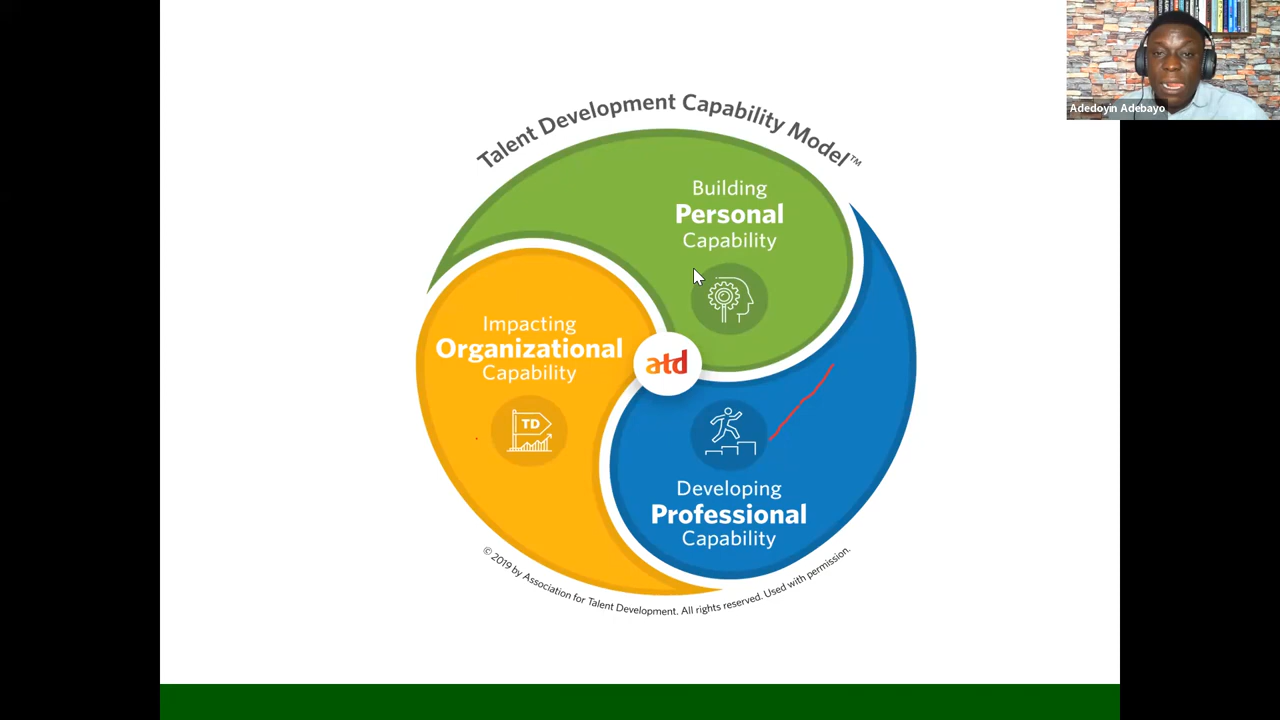 Adedoyin Adebayo
Talent Development Capability Model™
Building
Personal
Capability
Impacting
Organizational
Capability
atd
TD
Developing
Professional
Capability
© 2019 by Association for Talent Development. All rights reserved. Used with permission.